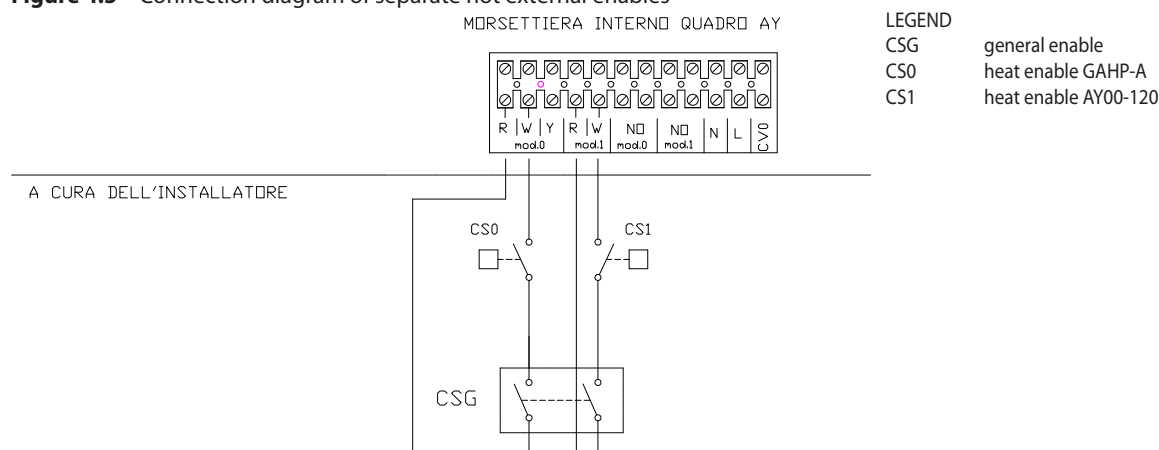 Figure 4.5 Connection diagram of separate hot external enables
MORSETTIERA INTERNO QUADRO AY
LEGEND
CSG general enable
CS0 heat enable GAHP-A
CS1 heat enable AY00-120
R W Y R W NO NO N L CV0
mod.0 mod.1 mod.0 mod.1
A CURA DELL'INSTALLATORE
CS0 CS1
CSG